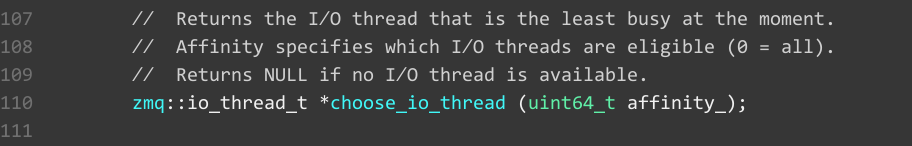 107 //  Returns the I/O thread that is the least busy at the moment.
108 //  Affinity specifies which I/O threads are eligible (0 = all).
109 //  Returns NULL if no I/O thread is available.
110 zmq::io_thread_t *choose_io_thread (uint64_t affinity_);
111